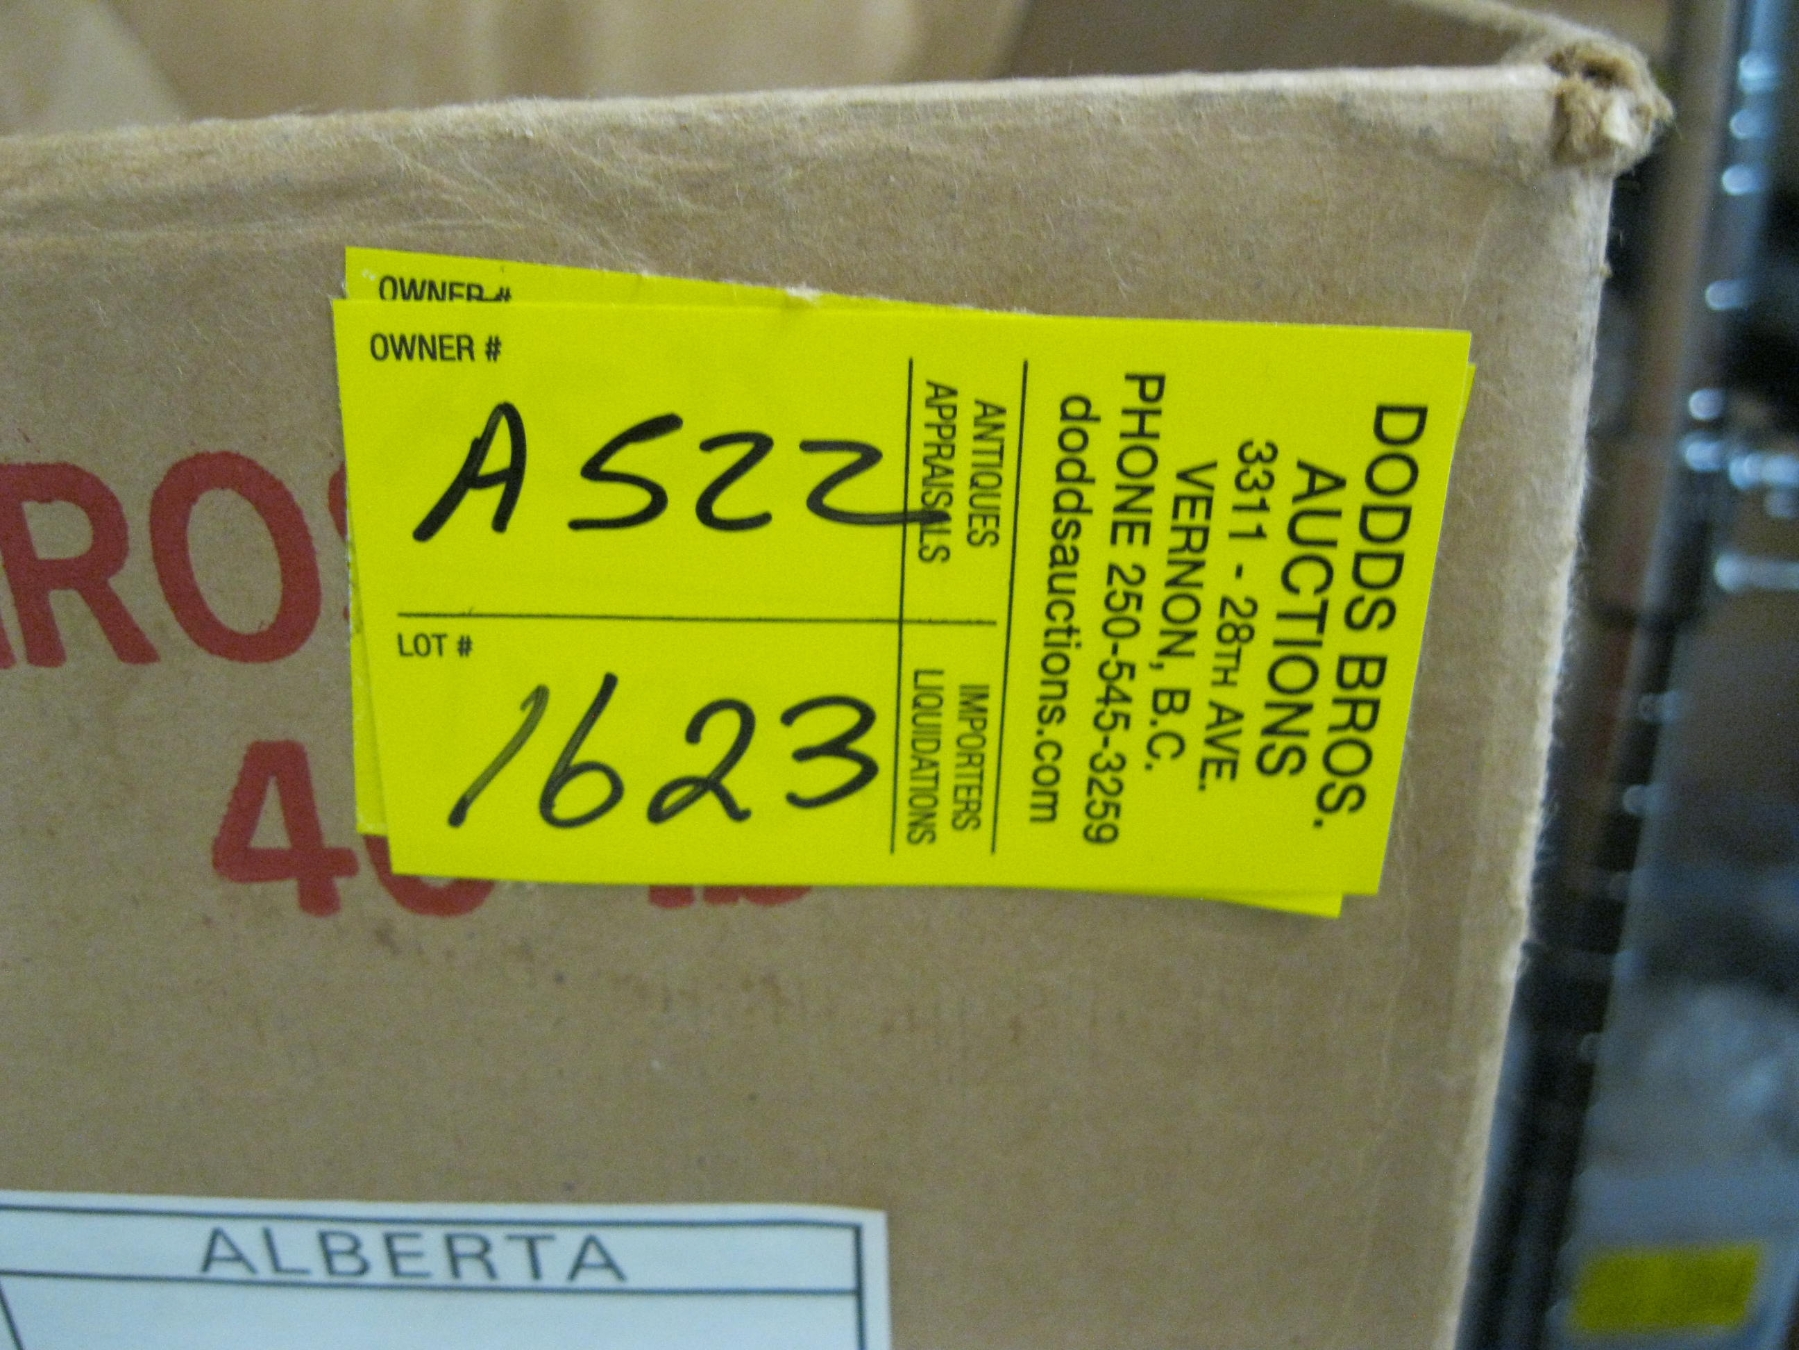 OWNER #
OWNER #
A522
LOT #
1623
ANTIQUES
APPRAISALS
IMPORTERS
LIQUIDATIONS
DODDS BROS.
AUCTIONS
3311 - 28TH AVE.
VERNON, B.C.
PHONE 250-545-3259
doddsauctions.com
ALBERTA